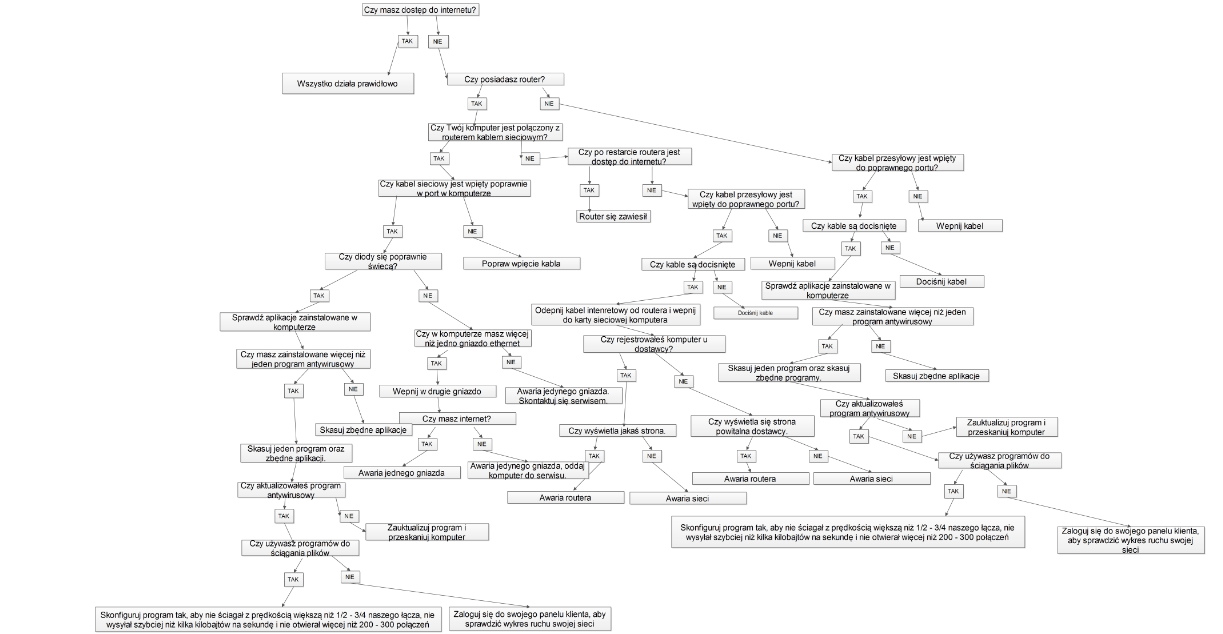 Czy masz dostęp do internetu?
TAK
NIE
Wszystko działa prawidłowo
Czy posiadasz router?
TAK
NIE
Czy Twój komputer jest połączony z
routerem kablem sieciowym?
TAK
NIE
Czy po restarcie routera jest
dostęp do internetu?
Czy kabel przesyłowy jest wpięty
do poprawnego portu?
Czy kabel sieciowy jest wpięty poprawnie
w port w komputerze
TAK
NIE
Router się zawiesił
Czy kabel przesyłowy jest
wpięty do poprawnego portu?
TAK
NIE
Czy kable są dociśnięte
Wepnij kabel
TAK
NIE
Czy diody się poprawnie
świecą?
Popraw wpięcie kabla
TAK
NIE
Czy kable są dociśnięte
Wepnij kabel
TAK
NIE
Dociśnij kabel
Sprawdź aplikacje zainstalowane w
komputerze
TAK
NIE
TAK
NIE
Odepnij kabel interetowy od routera i wepnij
do karty sieciowej komputera
Dociśnij kable
Czy masz zainstalowane więcej niż jeden
program antywirusowy
Sprawdź aplikacje zainstalowane w
komputerze
Czy w komputerze masz więcej
niż jedno gniazdo ethernet
Czy rejestrowałeś komputer u
dostawcy?
TAK
NIE
Czy masz zainstalowane więcej niż
jeden program antywirusowy
TAK
NIE
TAK
NIE
Skasuj jeden program oraz skasuj
zbędne programy.
Skasuj zbędne aplikacje
TAK
NIE
Wepnij w drugie gniazdo
Awaria jedynego gniazda.
Skontaktuj się serwisem.
Czy aktualizowałeś
program antywirusowy
Skasuj zbędne aplikacje
Czy masz internet?
Czy wyświetla jakaś strona.
Czy wyświetla się strona
powitalna dostawcy.
Zauktualizuj program i
przeskaniuj komputer
TAK
NIE
Skasuj jeden program oraz
zbędne aplikacji.
TAK
NIE
TAK
NIE
TAK
NIE
Czy używasz programów do
ściągania plików
Awaria jednego gniazda
Awaria jedynego gniazda, oddaj
komputer do serwisu.
Awaria routera
Awaria sieci
Czy aktualizowałeś program
antywirusowy
Awaria routera
Awaria sieci
TAK
NIE
TAK
NIE
Zauktualizuj program i
przeskaniuj komputer
Skonfiguruj program tak, aby nie ściagał z prędkością większą niż 1/2 - 3/4 naszego łącza, nie
wysyłał szybciej niż kilka kilobajtów na sekundę i nie otwierał więcej niż 200 - 300 połączeń
Zaloguj się do swojego panelu klienta,
aby sprawdzić wykres ruchu swojej
sieci
Czy używasz programów do
ściągania plików
TAK
NIE
Skonfiguruj program tak, aby nie ściagał z prędkością większą niż 1/2 - 3/4 naszego łącza, nie
wysyłał szybciej niż kilka kilobajtów na sekundę i nie otwierał więcej niż 200 - 300 połączeń
Zaloguj się do swojego panelu klienta, aby
sprawdzić wykres ruchu swojej sieci